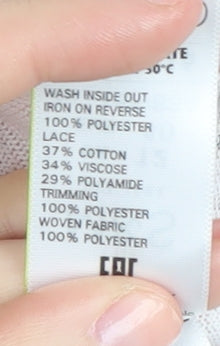 WASH INSIDE OUT
IRON ON REVERSE
100% POLYESTER
LACE
37% COTTON
34% VISCOSE
29% POLYAMIDE
TRIMMING
100% POLYESTER
WOVEN FABRIC
100% POLYESTER
EAC